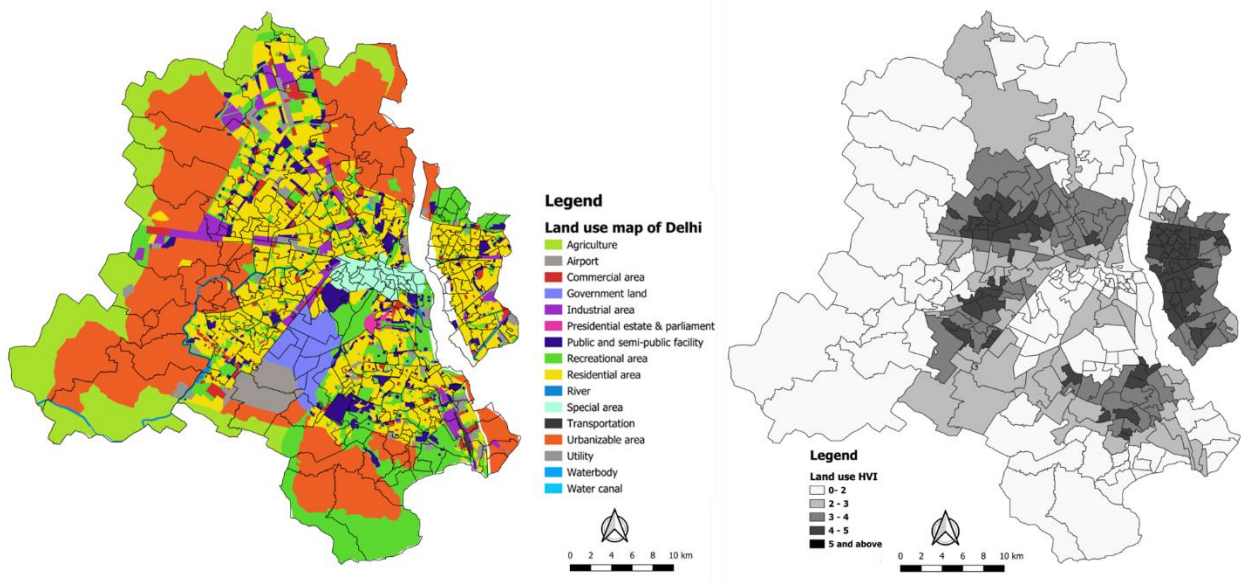 Legend
Land use map of Delhi
Agriculture
Airport
Commercial area
Government land
Industrial area
Presidential estate & parliament
Public and semi-public facility
Recreational area
Residential area
River
Special area
Transportation
Urbanizable area
Utility
Waterbody
Water canal
0 2 4 6 8 10 km
Legend
Land use HVI
0- 2
2 - 3
3 - 4
4 - 5
5 and above
0 2 4 6 8 10 km